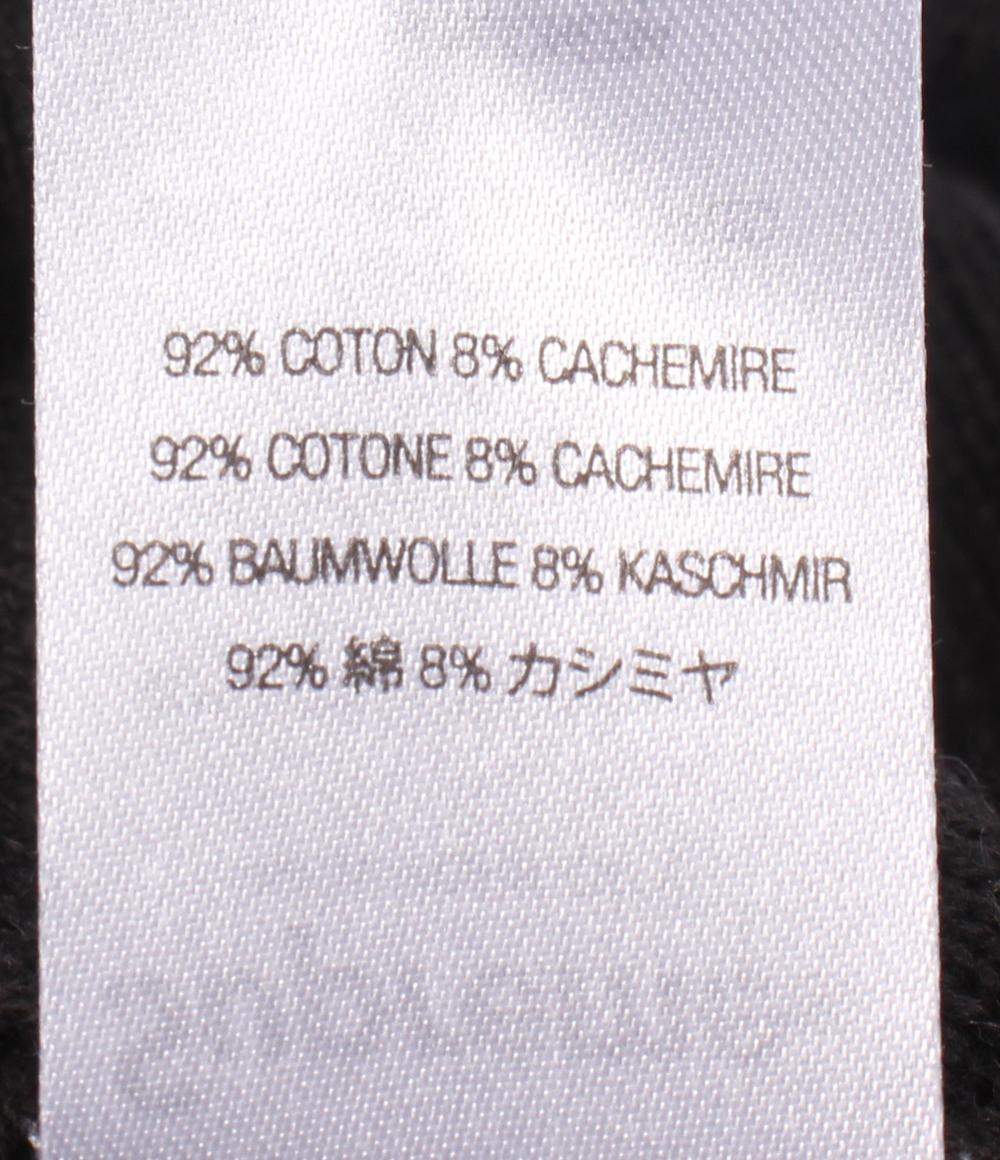 92% COTON 8% CACHEMIRE
92% COTONE 8% CACHEMIRE
92% BAUMWOLLE 8% KASCHMIR
92% 綿 8% カシミヤ